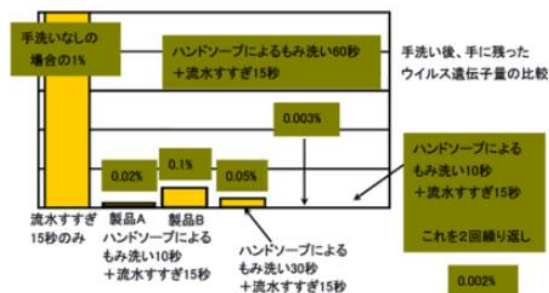 手洗いなしの
場合の1%
ハンドソープによるもみ洗い60秒
＋流水すすぎ15秒
手洗い後、手に残った
ウイルス遺伝子量の比較
0.003%
ハンドソープによる
もみ洗い10秒
＋流水すすぎ15秒
これを2回繰り返し
0.02%
0.1%
0.05%
流水すすぎ
15秒のみ
製品A
製品B
ハンドソープによる
もみ洗い10秒
＋流水すすぎ15秒
ハンドソープによる
もみ洗い30秒
＋流水すすぎ15秒
0.002%